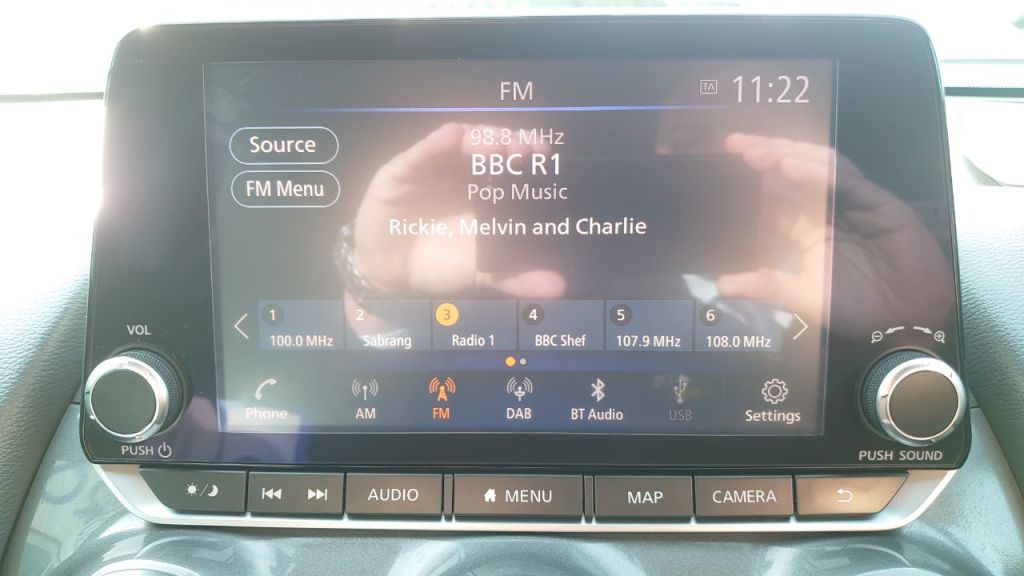 FM
TA 11:22
Source
98.8 MHz
BBC R1
FM Menu
Pop Music
Rickie, Melvin and Charlie
1 2 3 4 5 6
100.0 MHz Sabrang Radio 1 BBC Shef 107.9 MHz 108.0 MHz
VOL
Phone AM FM DAB BT Audio USB Settings
PUSH
PUSH SOUND
AUDIO MENU MAP CAMERA